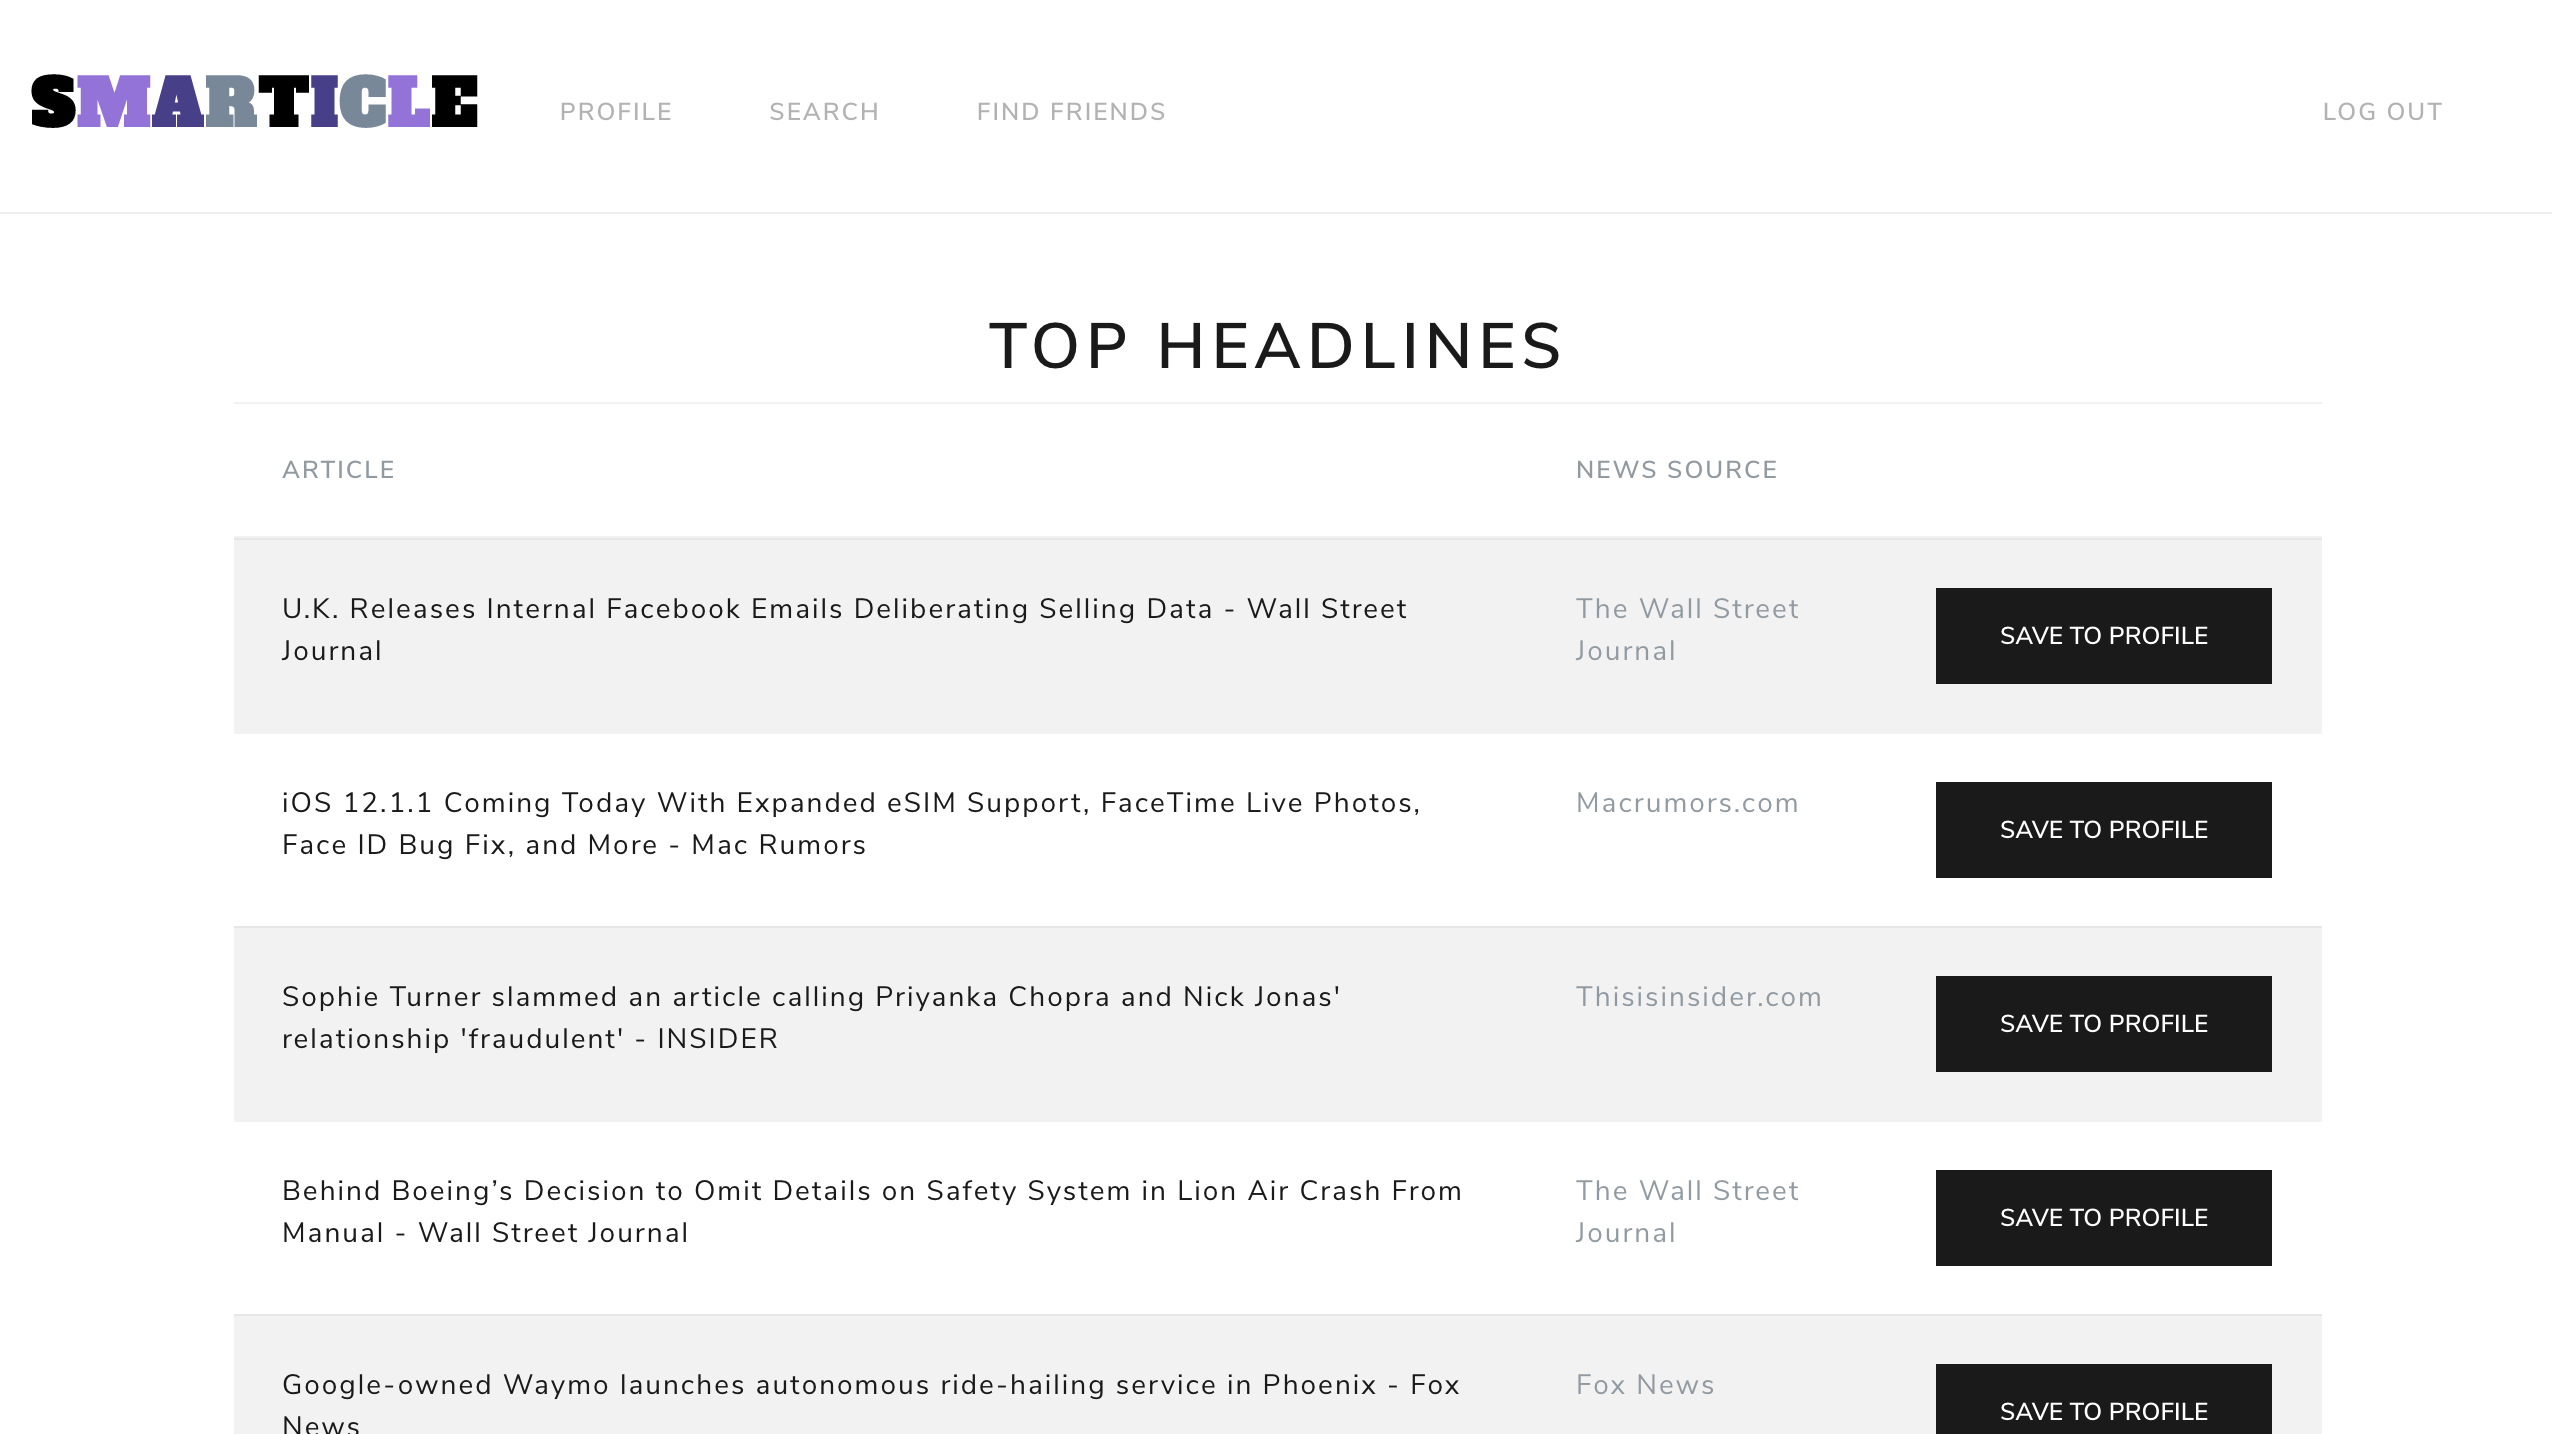 SMARTICLE PROFILE SEARCH FIND FRIENDS LOG OUT
TOP HEADLINES
ARTICLE NEWS SOURCE
U.K. Releases Internal Facebook Emails Deliberating Selling Data - Wall Street
Journal
The Wall Street
Journal
SAVE TO PROFILE
iOS 12.1.1 Coming Today With Expanded eSIM Support, FaceTime Live Photos,
Face ID Bug Fix, and More - Mac Rumors
Macrumors.com
SAVE TO PROFILE
Sophie Turner slammed an article calling Priyanka Chopra and Nick Jonas'
relationship 'fraudulent' - INSIDER
Thisisinsider.com
SAVE TO PROFILE
Behind Boeing’s Decision to Omit Details on Safety System in Lion Air Crash From
Manual - Wall Street Journal
The Wall Street
Journal
SAVE TO PROFILE
Google-owned Waymo launches autonomous ride-hailing service in Phoenix - Fox
News
Fox News
SAVE TO PROFILE